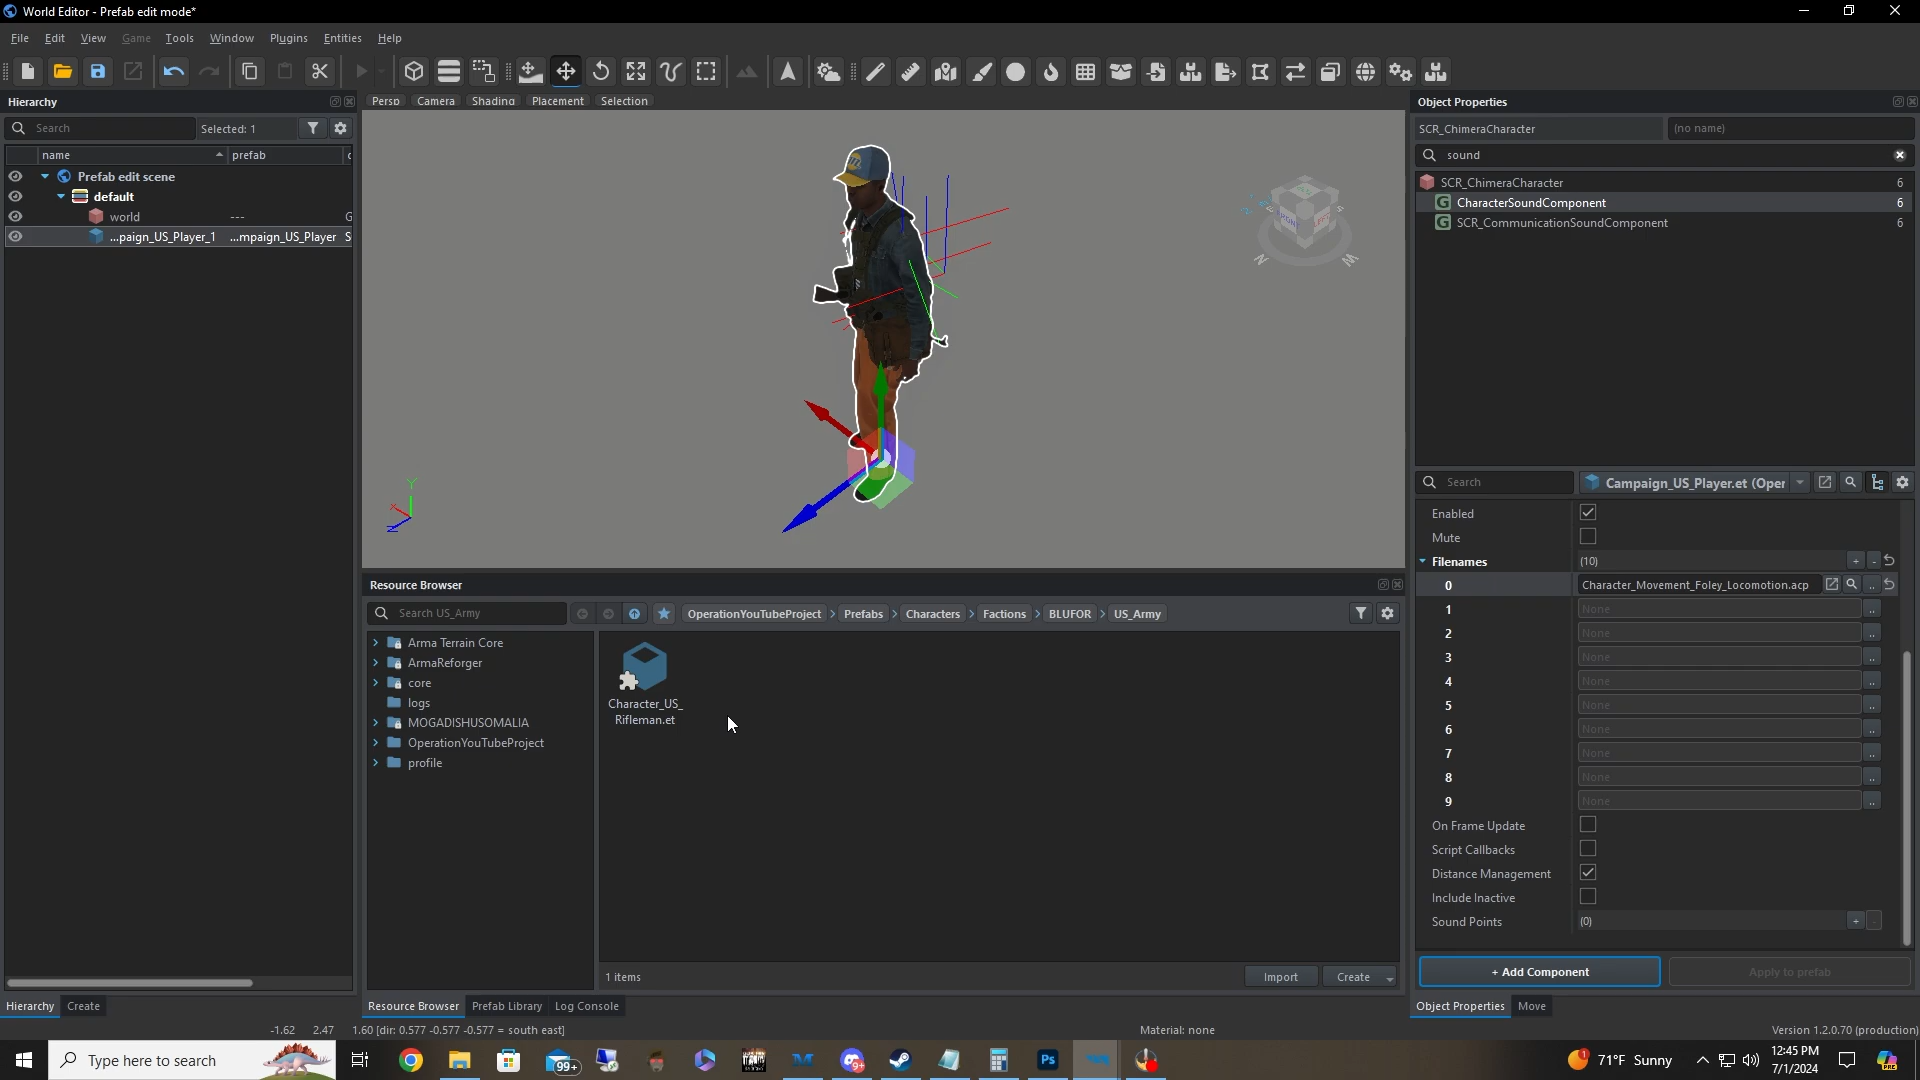 World Editor - Prefab edit mode*
File Edit View Game Tools Window Plugins Entities Help
Hierarchy
Search
Selected: 1
name
prefab
Prefab edit scene
default
world
---
G
...paign_US_Player_1
...mpaign_US_Player
S
Hierarchy
Create
Persp Camera Shading Placement Selection
Y
X
Z
Resource Browser
Search US_Army
OperationYouTubeProject
Prefabs
Characters
Factions
BLUFOR
US_Army
Arma Terrain Core
ArmaReforger
core
logs
MOGADISHUSOMALIA
OperationYouTubeProject
profile
Character_US_
Rifleman.et
1 items
Import
Create
Resource Browser
Prefab Library
Log Console
Object Properties
SCR_ChimeraCharacter
(no name)
sound
SCR_ChimeraCharacter 6
CharacterSoundComponent 6
SCR_CommunicationSoundComponent 6
Search
Campaign_US_Player.et (Oper
Enabled
Mute
Filenames (10)
0 Character_Movement_Foley_Locomotion.acp
1 None
2 None
3 None
4 None
5 None
6 None
7 None
8 None
9 None
On Frame Update
Script Callbacks
Distance Management
Include Inactive
Sound Points (0)
+ Add Component
Apply to prefab
Object Properties
Move
-1.62 2.47 1.60 [dir: 0.577 -0.577 -0.577 = south east]
Material: none
Version 1.2.0.70 (production)
Type here to search
99+
Ps
71°F Sunny
12:45 PM
7/1/2024